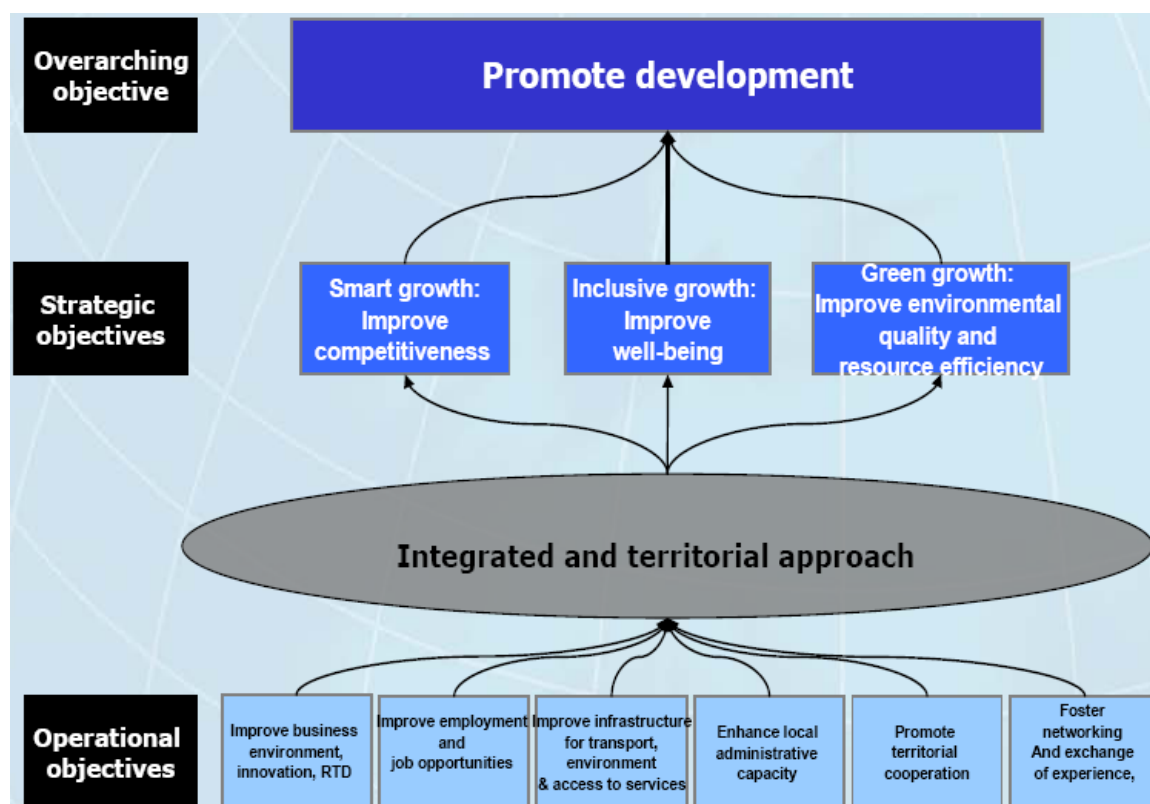 Overarching
objective
Promote development
Strategic
objectives
Smart growth:
Improve
competitiveness
Inclusive growth:
Improve
well-being
Green growth:
Improve environmental
quality and
resource efficiency
Integrated and territorial approach
Operational
objectives
Improve business
environment,
innovation, RTD
Improve employment
and
job opportunities
Improve infrastructure
for transport,
environment
& access to services
Enhance local
administrative
capacity
Promote
territorial
cooperation
Foster
networking
And exchange
of experience,